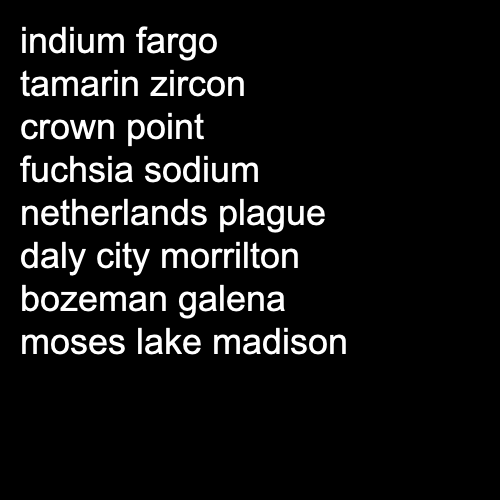 indium fargo
tamarin zircon
crown point
fuchsia sodium
netherlands plague
daly city morrilton
bozeman galena
moses lake madison